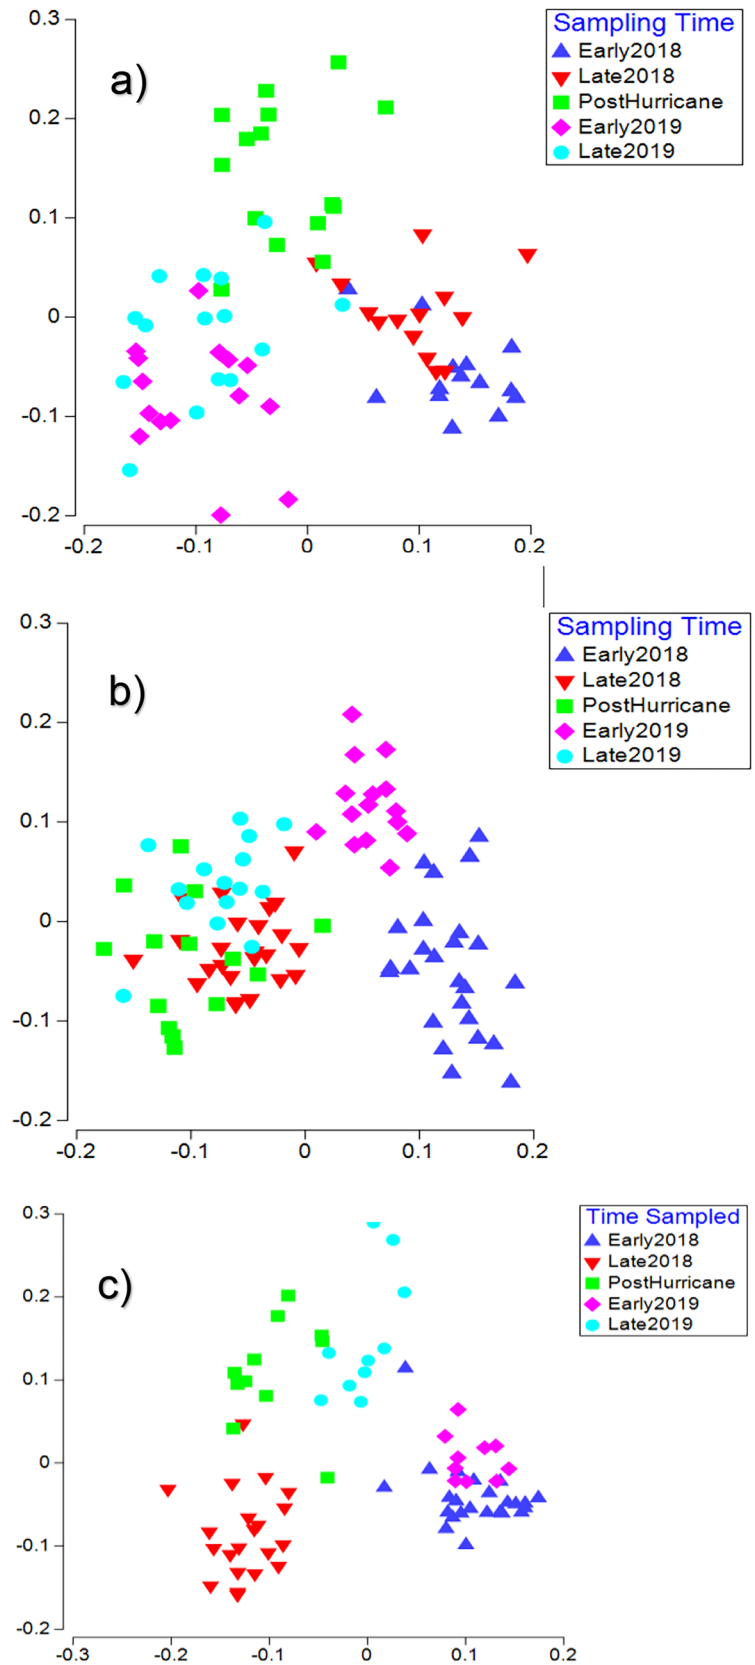 0.3
Sampling Time
Early2018
a)
Late2018
0.2
PostHurricane
Early2019
Late2019
0.1
0
-0.1
-0.2
-0.2 -0.1 0 0.1 0.2
0.3
Sampling Time
Early2018
b)
Late2018
0.2
PostHurricane
Early2019
Late2019
0.1
0
-0.1
-0.2
-0.2 -0.1 0 0.1 0.2
0.3
Time Sampled
Early2018
c)
Late2018
0.2
PostHurricane
Early2019
Late2019
0.1
0
-0.1
-0.2
-0.3 -0.2 -0.1 0 0.1 0.2